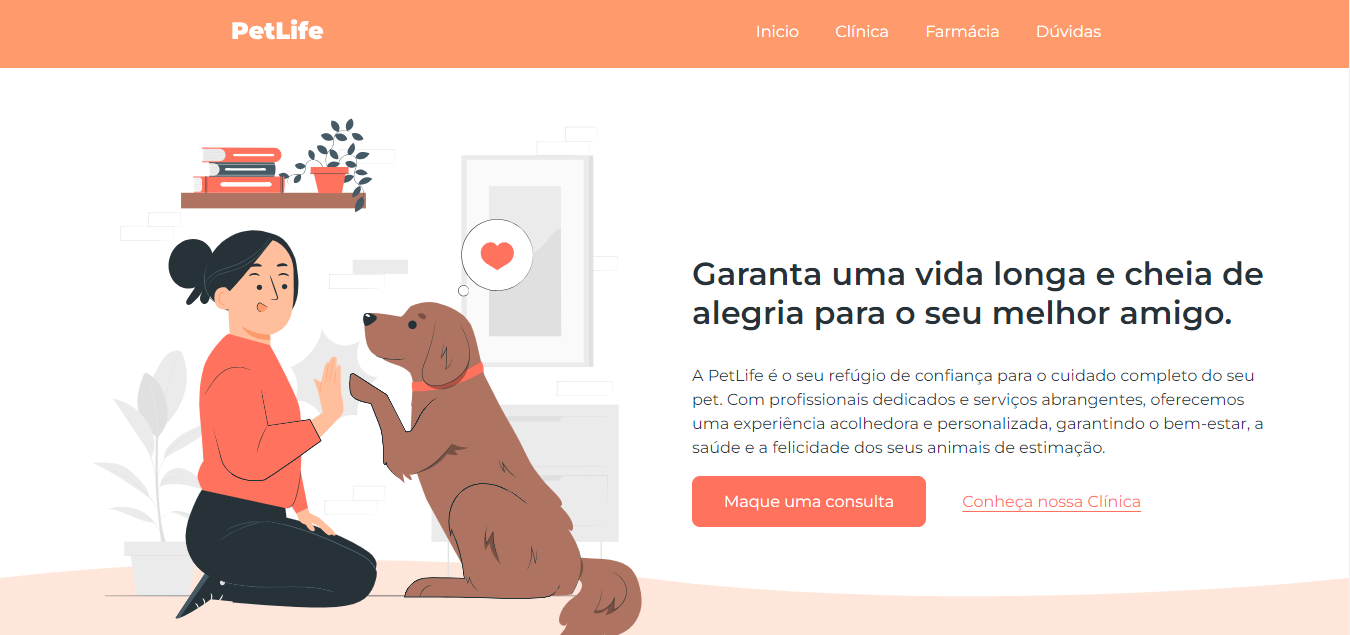 PetLife
Inicio
Clínica
Farmácia
Dúvidas
Garanta uma vida longa e cheia de
alegria para o seu melhor amigo.
A PetLife é o seu refúgio de confiança para o cuidado completo do seu
pet. Com profissionais dedicados e serviços abrangentes, oferecemos
uma experiência acolhedora e personalizada, garantindo o bem-estar, a
saúde e a felicidade dos seus animais de estimação.
Maque uma consulta
Conheça nossa Clínica